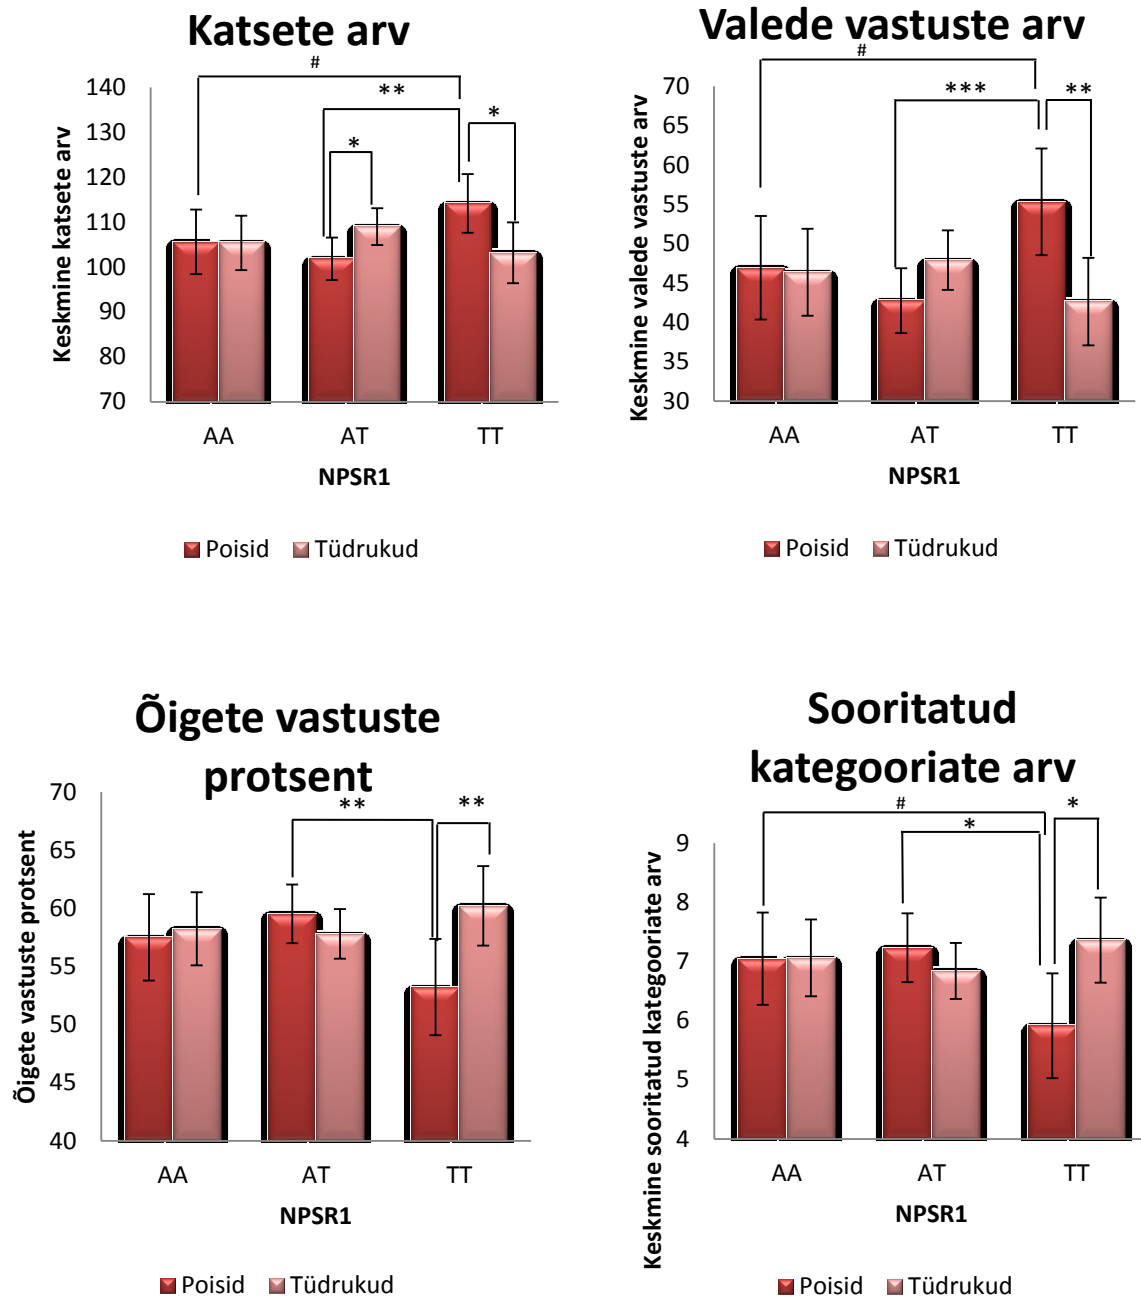 Katsete arv
#
**
*
*
Keskmine katsete arv
140
130
120
110
100
90
80
70
AA
AT
TT
NPSR1
Poisid
Tüdrukud
Valede vastuste arv
#
***
**
Keskmine valede vastuste arv
70
65
60
55
50
45
40
35
30
AA
AT
TT
NPSR1
Poisid
Tüdrukud
Õigete vastuste
protsent
**
**
Õigete vastuste protsent
70
65
60
55
50
45
40
AA
AT
TT
NPSR1
Poisid
Tüdrukud
Sooritatud
kategooriate arv
#
*
*
Keskmine sooritatud kategooriate arv
9
8
7
6
5
4
AA
AT
TT
NPSR1
Poisid
Tüdrukud